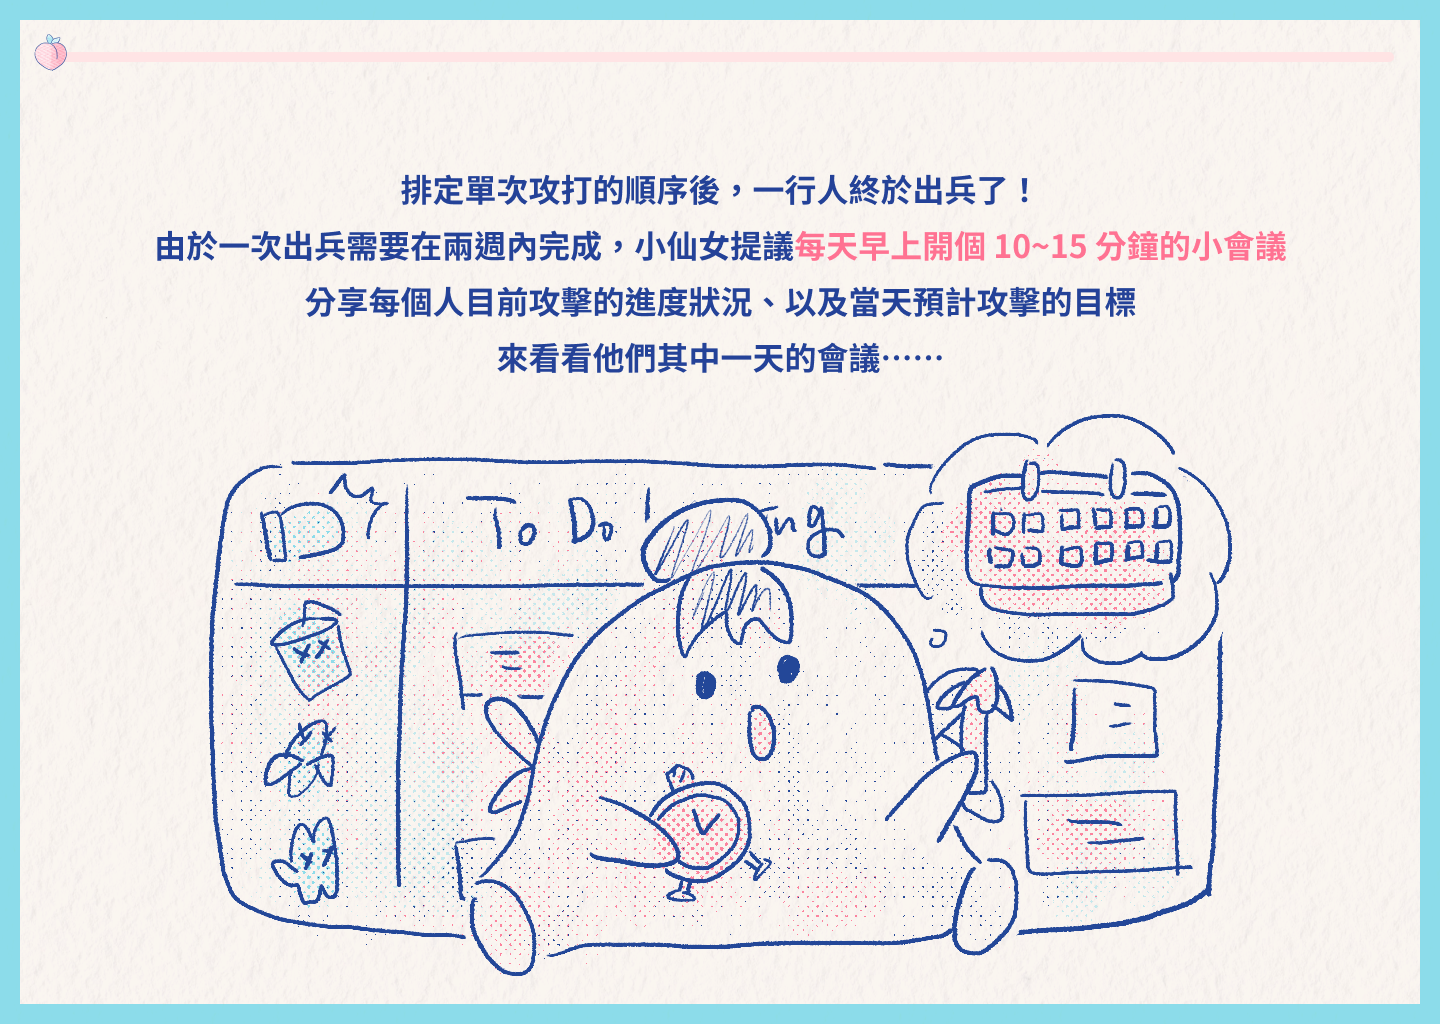 排定單次攻打的順序後，一行人終於出兵了！
由於一次出兵需要在兩週內完成，小仙女提議每天早上開個 10~15 分鐘的小會議
分享每個人目前攻擊的進度狀況、以及當天預計攻擊的目標
來看看他們其中一天的會議……
To Do ing